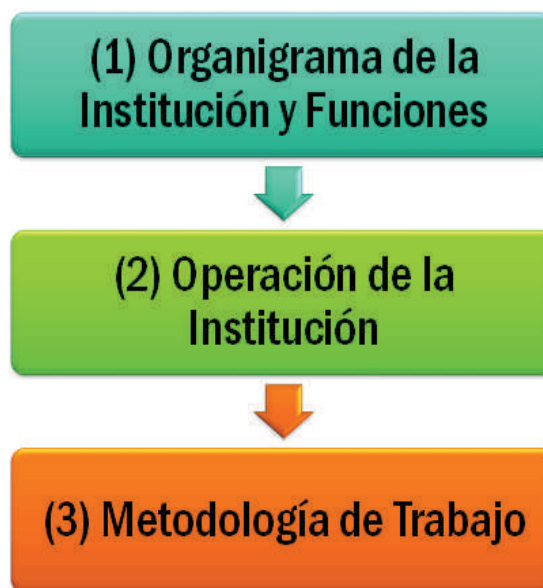 (1) Organigrama de la
Institución y Funciones
(2) Operación de la
Institución
(3) Metodología de Trabajo